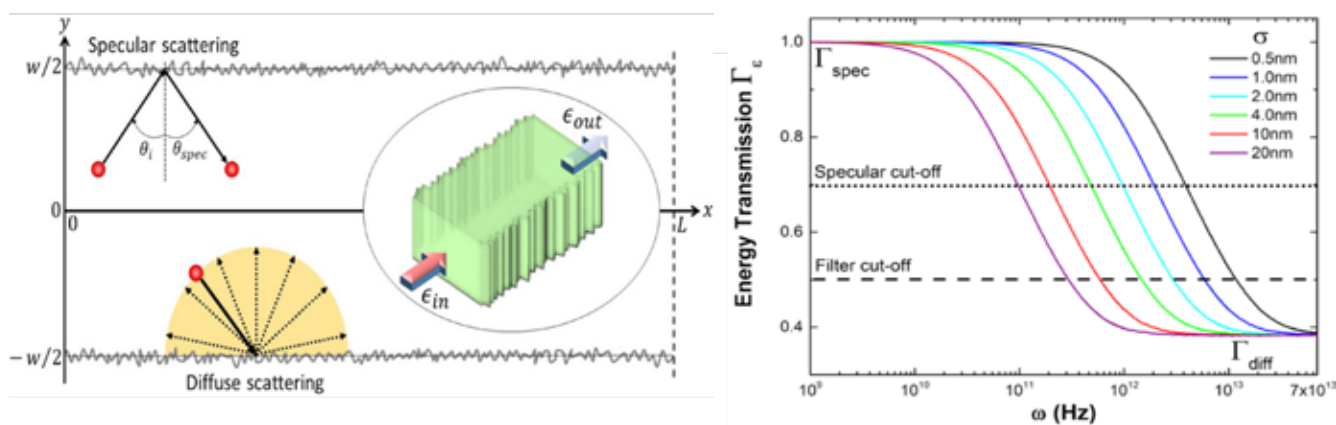 y
Specular scattering
w/2
θi
θspec
ϵout
0
0
L
x
ϵin
−w/2
Diffuse scattering
Energy Transmission Γε
1.0
0.8
0.6
0.4
Γspec
σ
0.5nm
1.0nm
2.0nm
4.0nm
10nm
20nm
Specular cut-off
Filter cut-off
Γdiff
10⁹
10¹⁰
10¹¹
10¹²
10¹³
7x10¹³
ω (Hz)